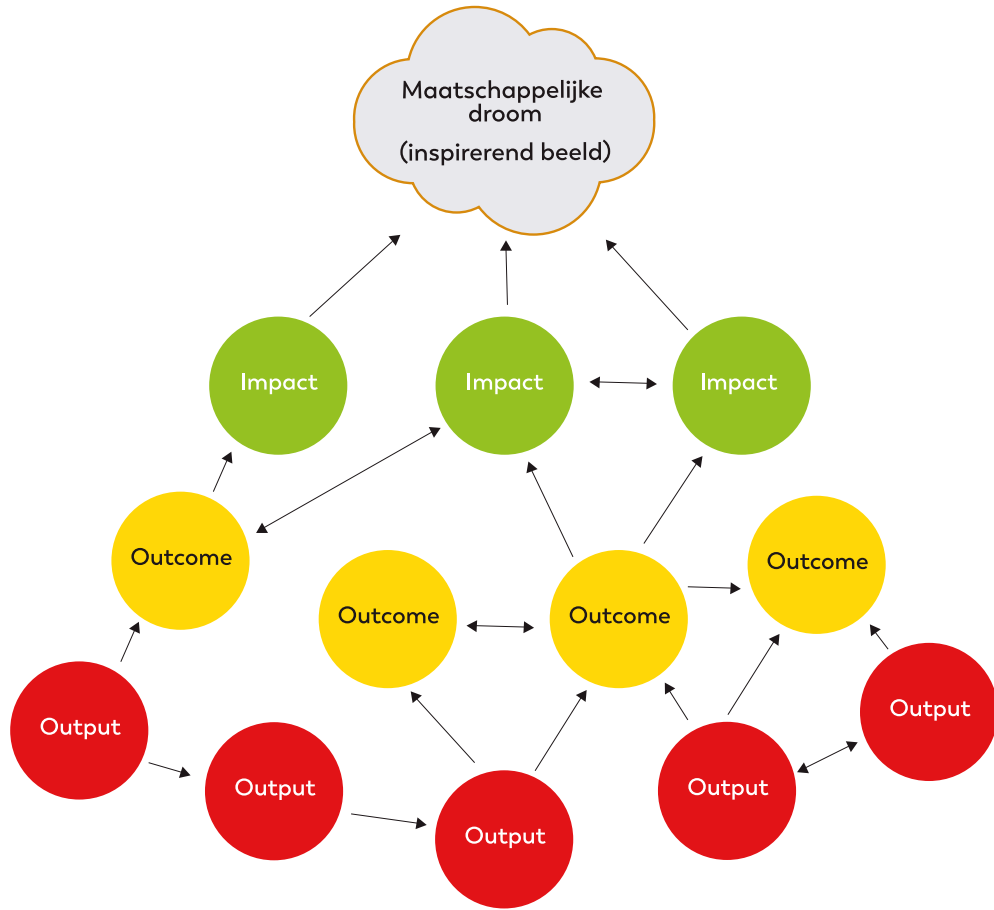 Maatschappelijke
droom
(inspirerend beeld)
Impact
Impact
Impact
Outcome
Outcome
Outcome
Outcome
Output
Output
Output
Output
Output